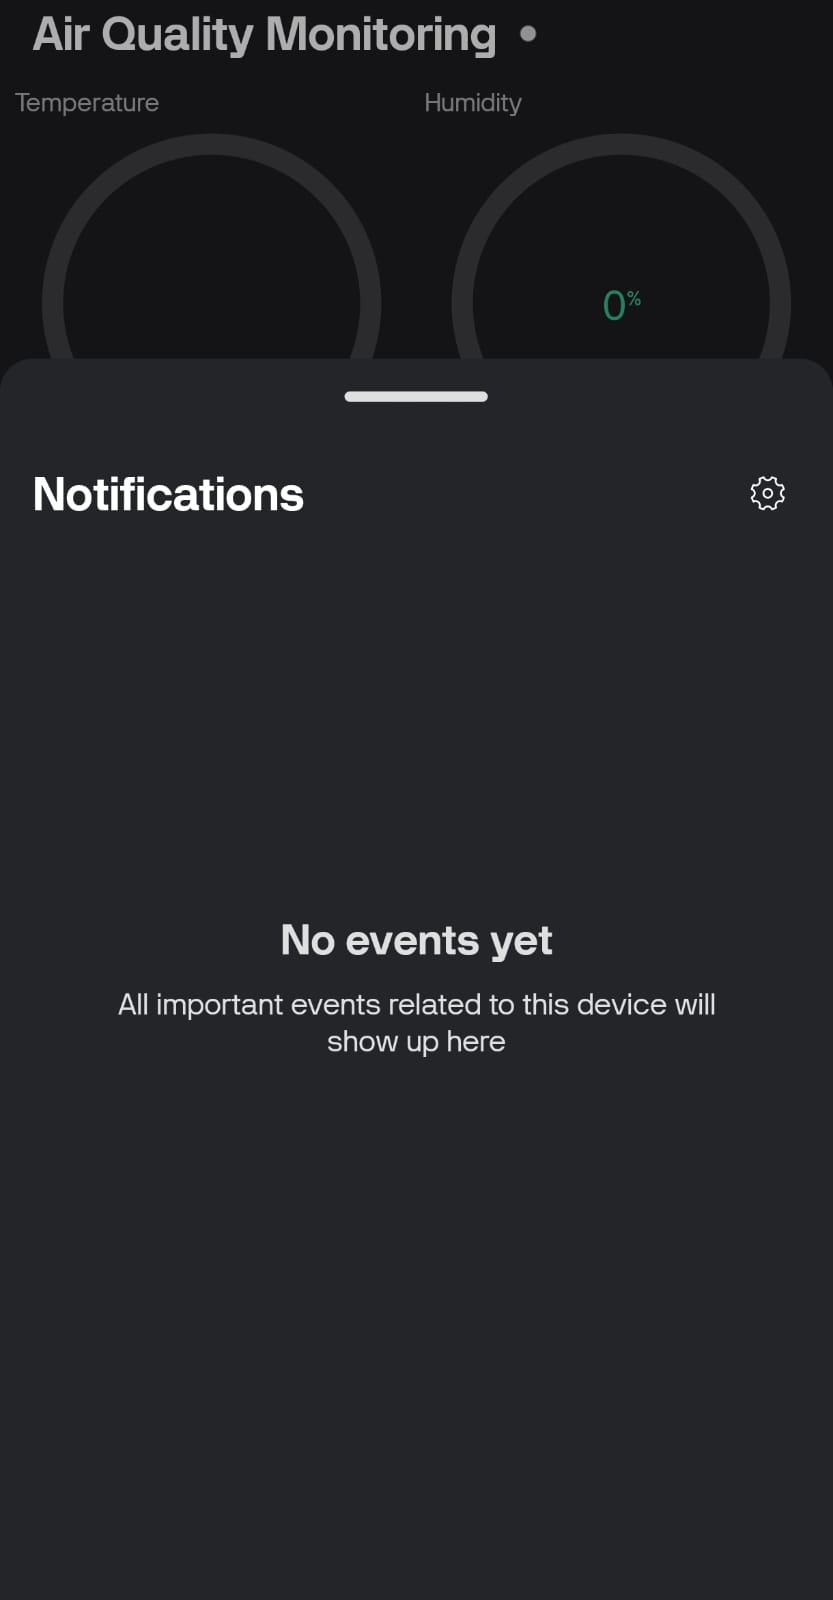 Air Quality Monitoring
Temperature
Humidity
0%
Notifications
No events yet
All important events related to this device will
show up here